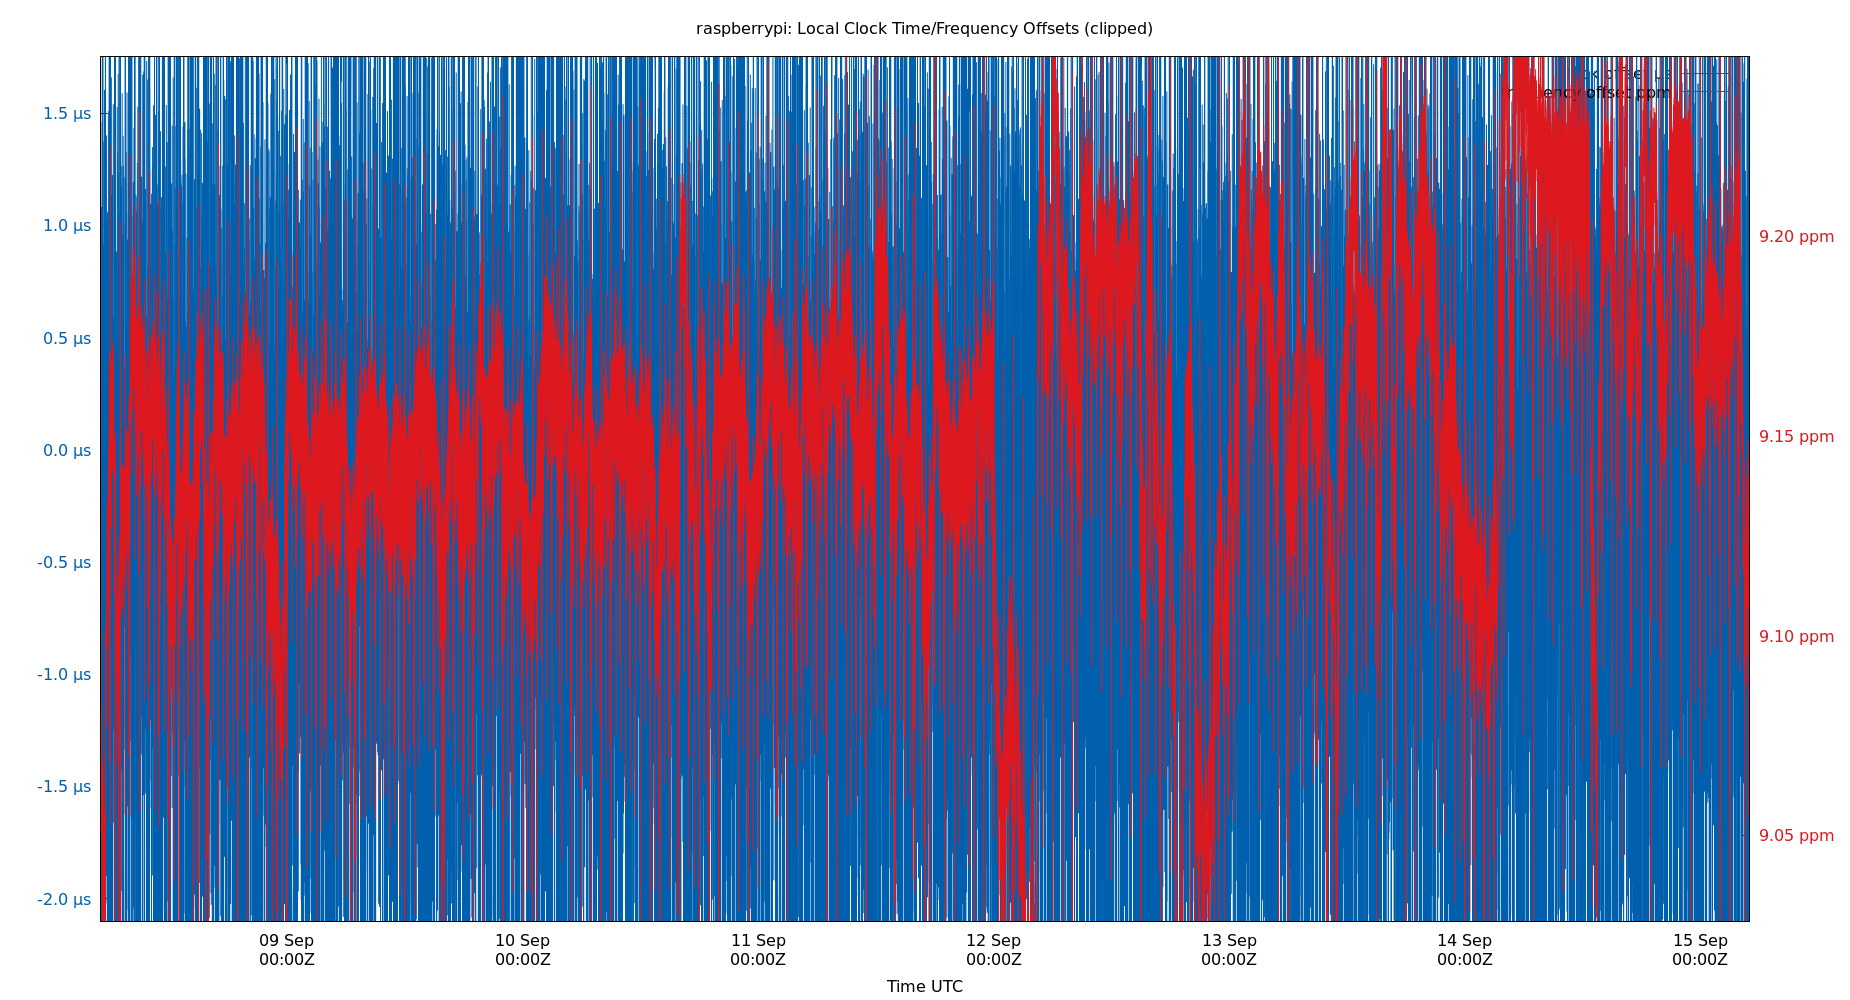 raspberrypi: Local Clock Time/Frequency Offsets (clipped)
1.5 µs
1.0 µs
0.5 µs
0.0 µs
-0.5 µs
-1.0 µs
-1.5 µs
-2.0 µs
offset ppm
9.20 ppm
9.15 ppm
9.10 ppm
9.05 ppm
09 Sep 10 Sep 11 Sep 12 Sep 13 Sep 14 Sep 15 Sep
00:00Z 00:00Z 00:00Z 00:00Z 00:00Z 00:00Z 00:00Z
Time UTC